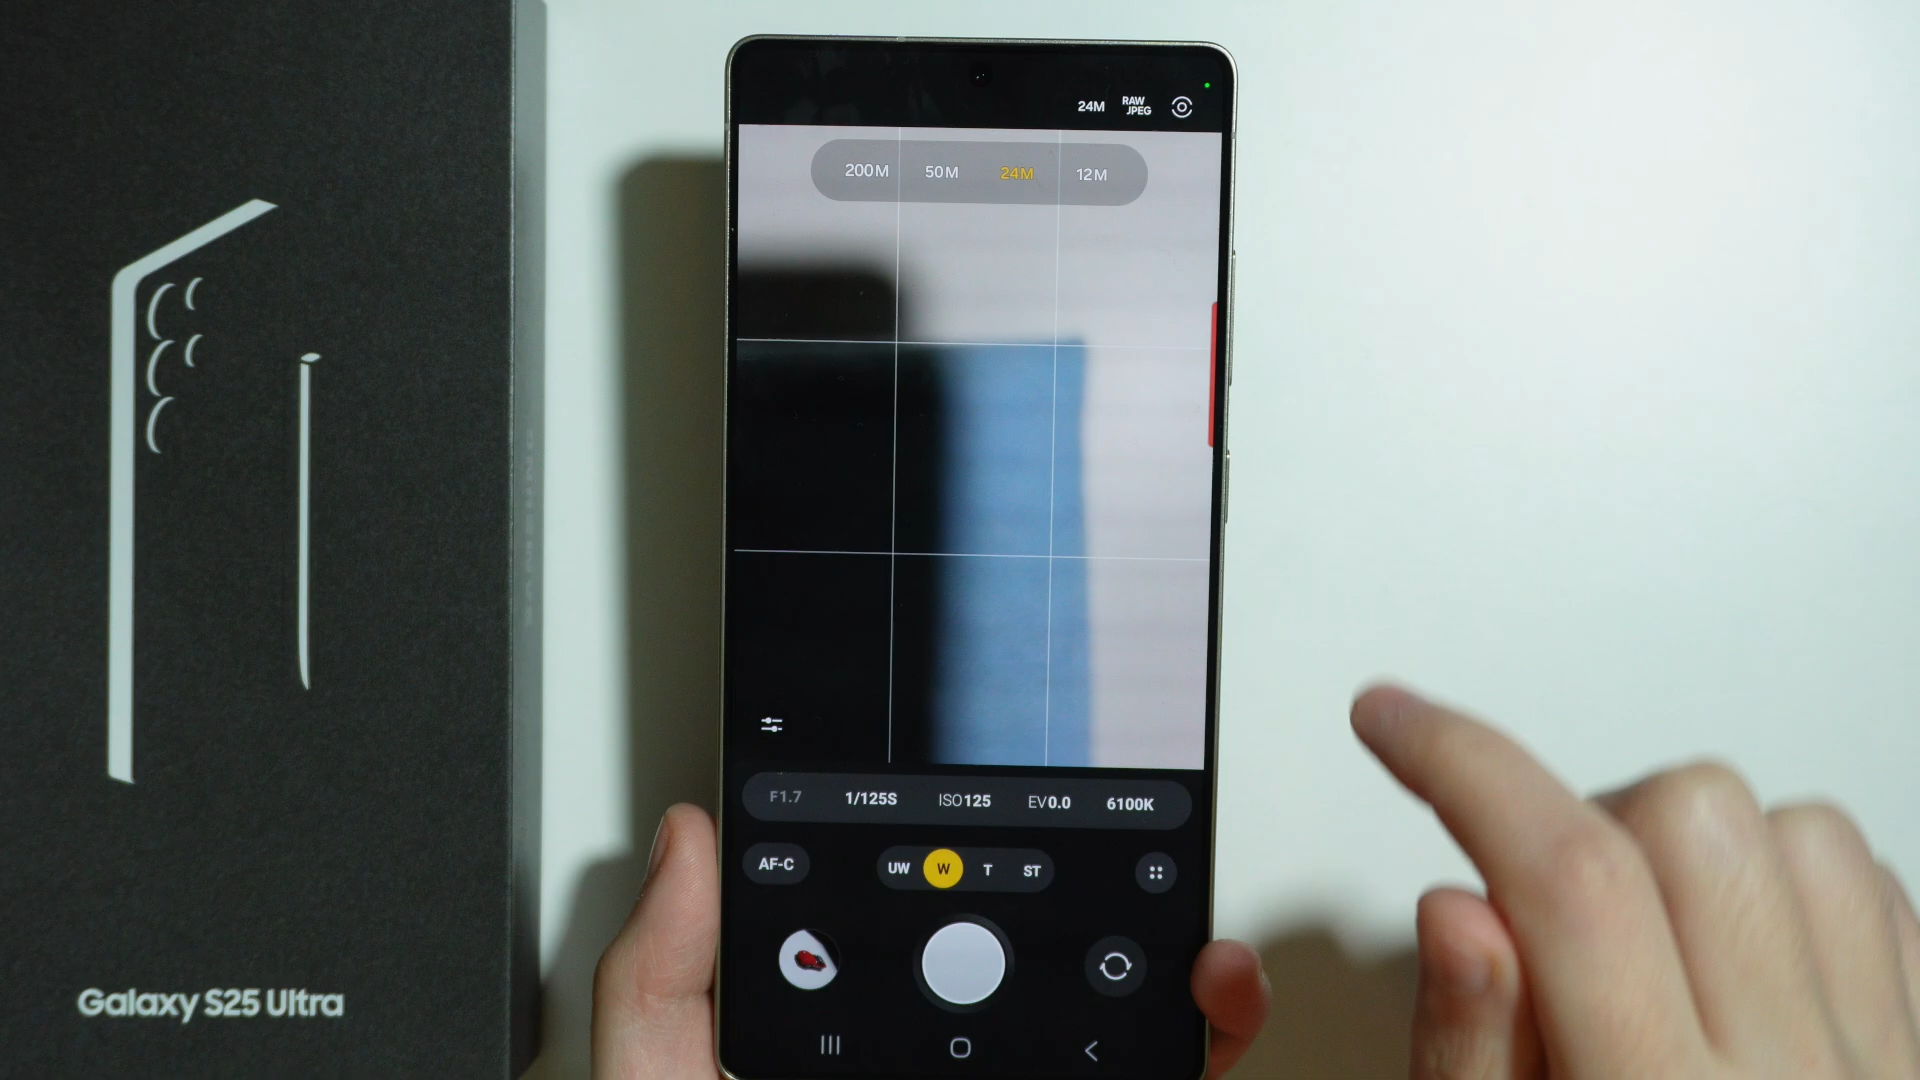 24M RAW JPEG
200M 50M 24M 12M
F1.7 1/125S ISO125 EV0.0 6100K
AF-C UW W T ST
Galaxy S25 Ultra
SAMSUNG